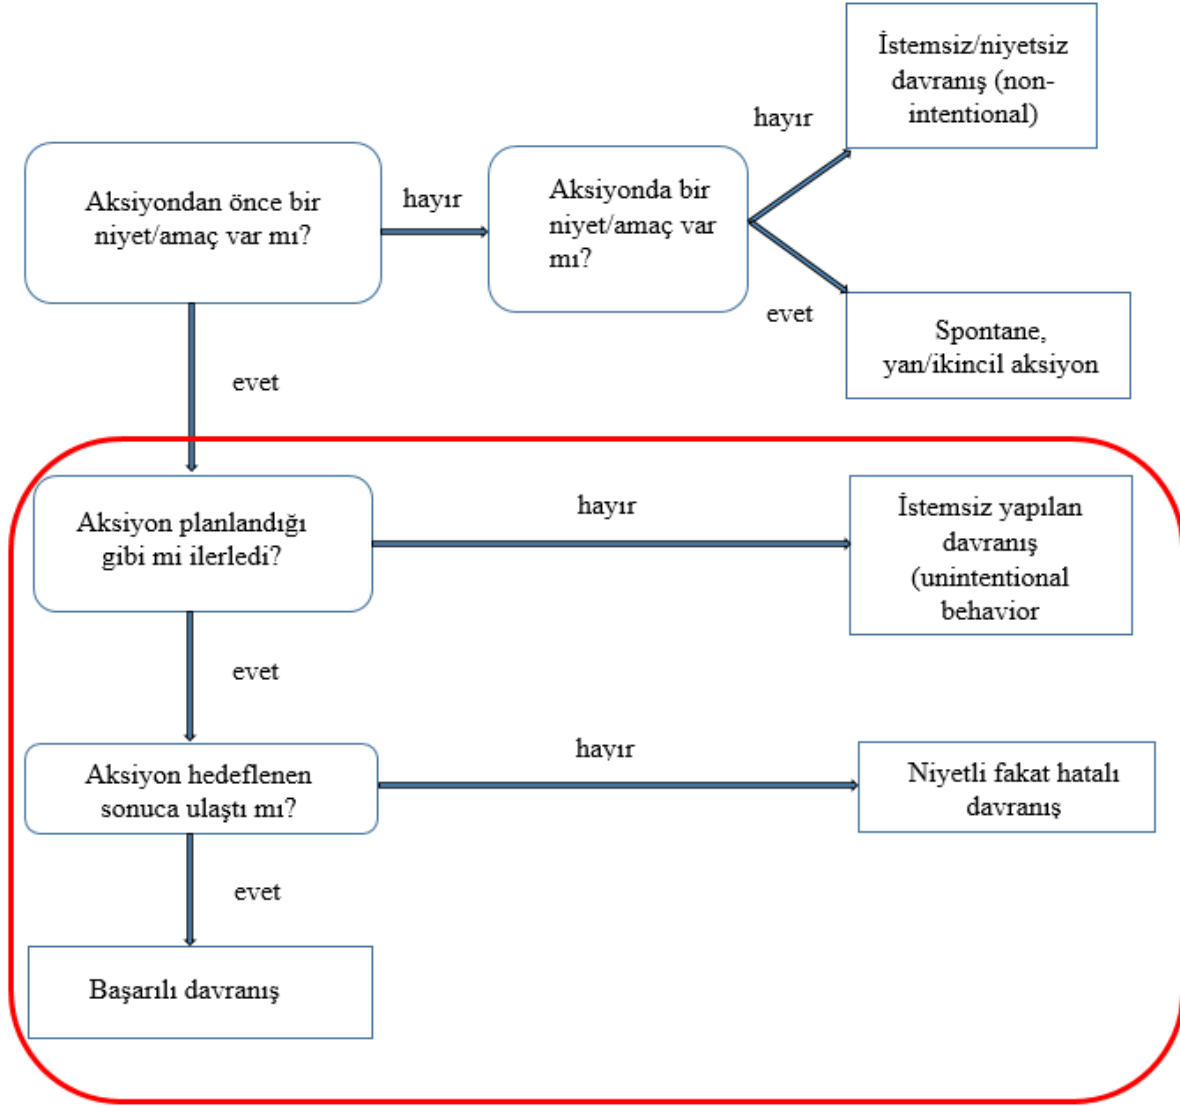 İstemsiz/niyetsiz
davranış (non-
intentional)
hayır
Aksiyondan önce bir
niyet/amaç var mı?
hayır
Aksiyonda bir
niyet/amaç var
mı?
evet
Spontane,
yan/ikincil aksiyon
evet
Aksiyon planlandığı
gibi mi ilerledi?
hayır
İstemsiz yapılan
davranış
(unintentional
behavior
evet
Aksiyon hedeflenen
sonuca ulaştı mı?
hayır
Niyetli fakat hatalı
davranış
evet
Başarılı davranış